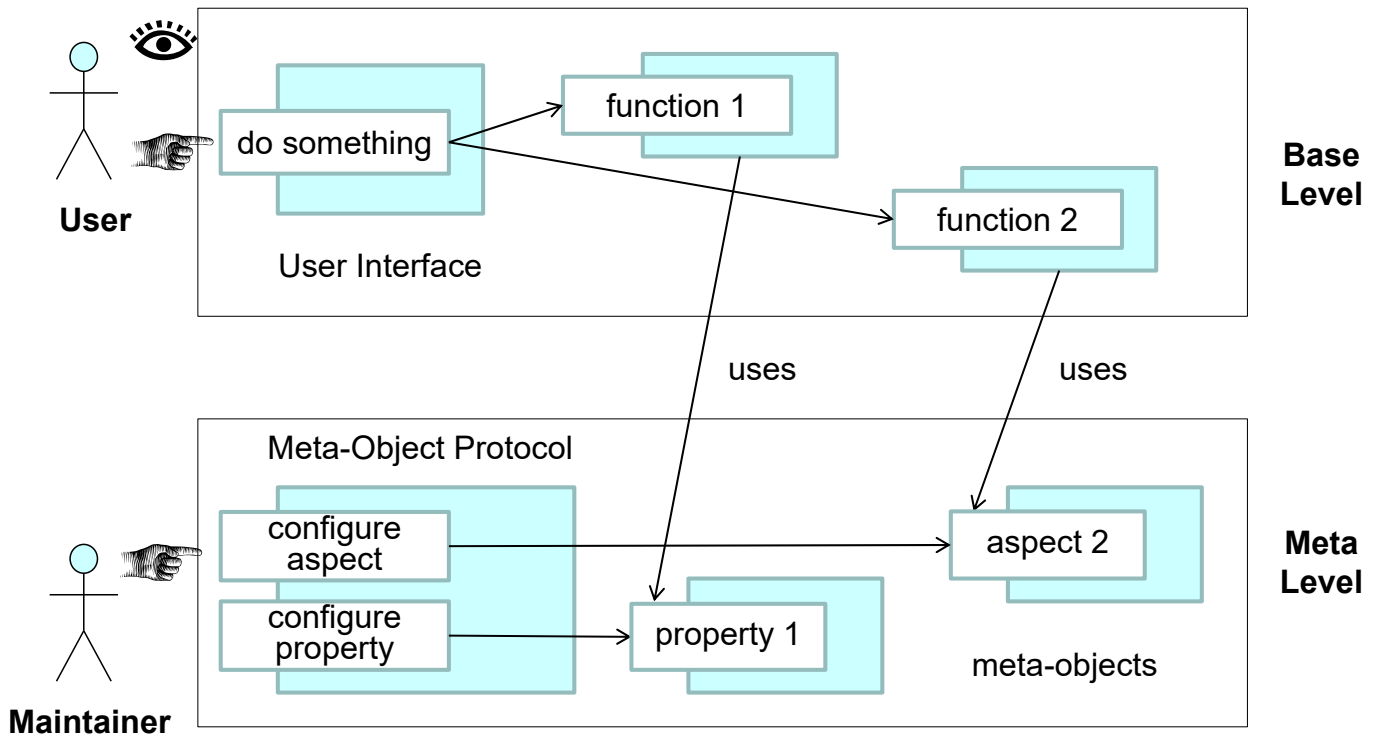 function 1
do something
Base
Level
User
function 2
User Interface
uses
uses
Meta-Object Protocol
configure
aspect
aspect 2
Meta
Level
configure
property
property 1
meta-objects
Maintainer